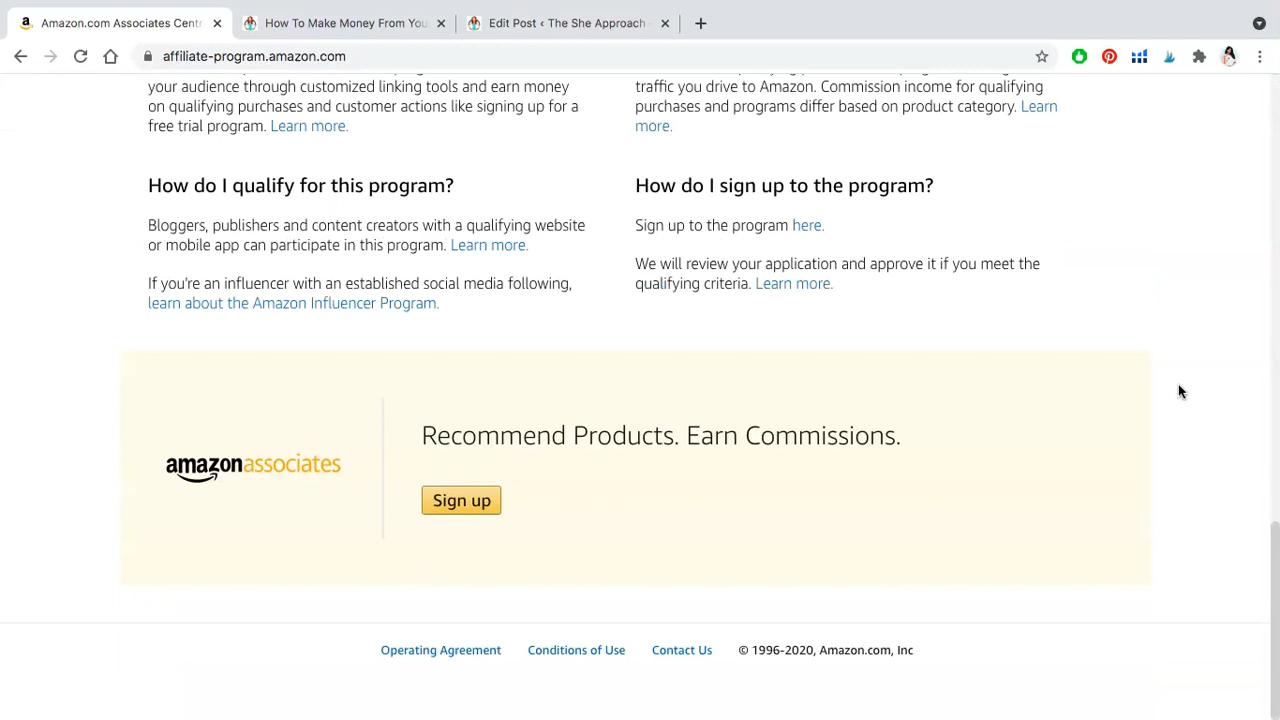 Amazon.com Associates Centr
How To Make Money From You
Edit Post ‹ The She Approach
affiliate-program.amazon.com
your audience through customized linking tools and earn money
on qualifying purchases and customer actions like signing up for a
free trial program. Learn more.
traffic you drive to Amazon. Commission income for qualifying
purchases and programs differ based on product category. Learn
more.
How do I qualify for this program?
Bloggers, publishers and content creators with a qualifying website
or mobile app can participate in this program. Learn more.
If you're an influencer with an established social media following,
learn about the Amazon Influencer Program.
How do I sign up to the program?
Sign up to the program here.
We will review your application and approve it if you meet the
qualifying criteria. Learn more.
amazonassociates
Recommend Products. Earn Commissions.
Sign up
Operating Agreement
Conditions of Use
Contact Us
© 1996-2020, Amazon.com, Inc